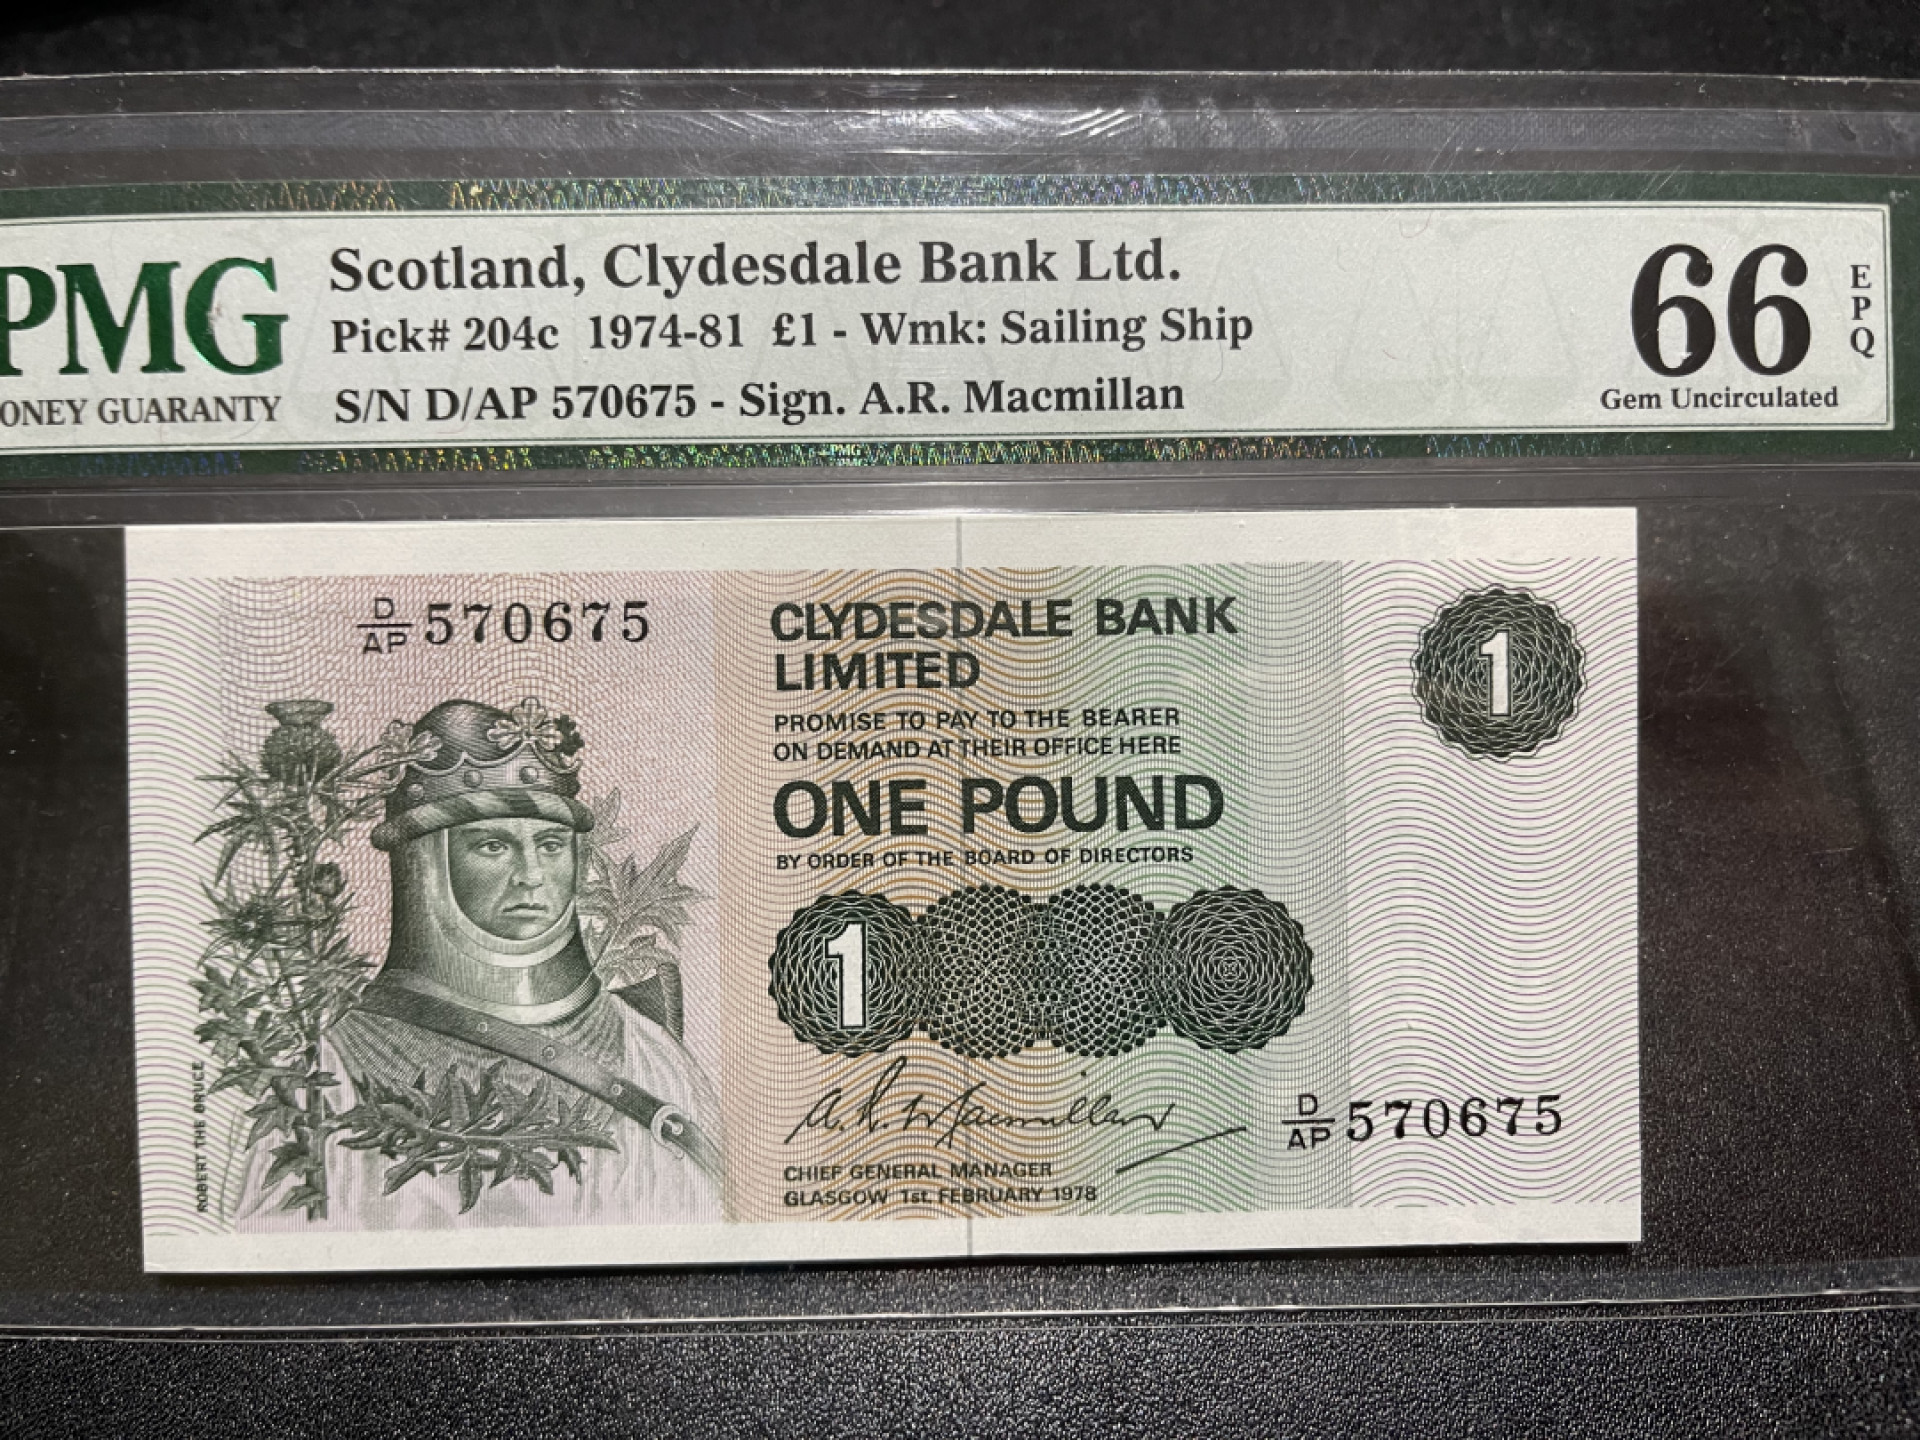 PMG
ONEY GUARANTY
Scotland, Clydesdale Bank Ltd.
Pick# 204c 1974-81 £1 - Wmk: Sailing Ship
S/N D/AP 570675 - Sign. A.R. Macmillan
66
EPQ
Gem Uncirculated
PMG
D/AP 570675
CLYDESDALE BANK
LIMITED
PROMISE TO PAY TO THE BEARER
ON DEMAND AT THEIR OFFICE HERE
ONE POUND
BY ORDER OF THE BOARD OF DIRECTORS
1
1
A. R. Macmillan
CHIEF GENERAL MANAGER
GLASGOW 1st. FEBRUARY 1978
D/AP 570675
ROBERT THE BRUCE